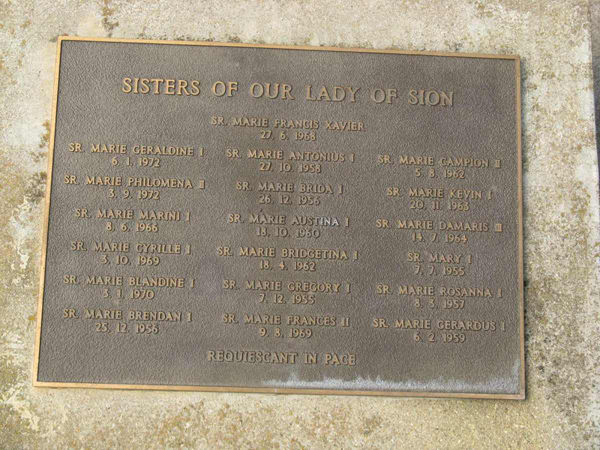 SISTERS OF OUR LADY OF SION
SR. MARIE FRANCIS XAVIER
27. 6. 1968
SR. MARIE GERALDINE I
6. 1. 1972
SR. MARIE PHILOMENA II
3. 9. 1972
SR. MARIE MARINI I
8. 6. 1966
SR. MARIE CYRILLE I
3. 10. 1969
SR. MARIE BLANDINE I
3. 1. 1970
SR. MARIE BRENDAN I
25. 12. 1956
SR. MARIE ANTONIUS I
27. 10. 1958
SR. MARIE BRIDA I
26. 12. 1956
SR. MARIE AUSTINA I
18. 10. 1960
SR. MARIE BRIDGETINA I
18. 4. 1962
SR. MARIE GREGORY I
7. 12. 1955
SR. MARIE FRANCES II
9. 8. 1969
SR. MARIE CAMPION II
5. 8. 1962
SR. MARIE KEVIN I
20. 11. 1963
SR. MARIE DAMARIS III
14. 7. 1964
SR. MARY I
7. 7. 1955
SR. MARIE ROSANNA I
8. 3. 1957
SR. MARIE GERARDUS I
6. 2. 1959
REQUIESCANT IN PACE